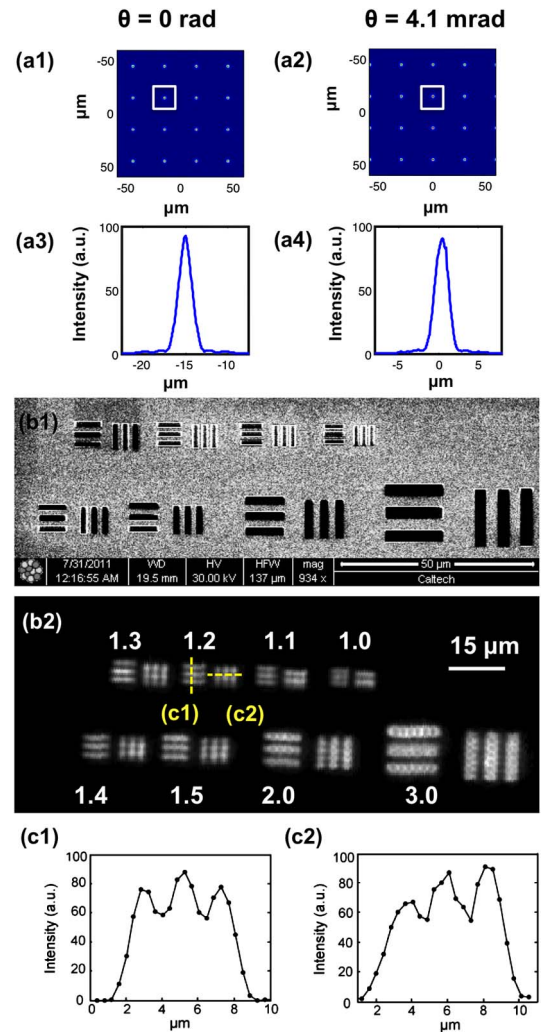 θ = 0 rad
θ = 4.1 mrad
(a1)
-50
0
50
µm
-50 0 50
µm
(a2)
-50
0
50
µm
-50 0 50
µm
(a3)
Intensity (a.u.)
100
50
0
-20 -15 -10
µm
(a4)
Intensity (a.u.)
100
50
0
-5 0 5
µm
(b1)
7/31/2011
12:16:55 AM
WD
19.5 mm
HV
30.00 kV
HFW
137 µm
mag
934 x
50 µm
Caltech
(b2)
1.3 1.2 1.1 1.0
15 µm
(c1) (c2)
1.4 1.5 2.0 3.0
(c1)
Intensity (a.u.)
100
80
60
40
20
0
0 2 4 6 8 10
µm
(c2)
Intensity (a.u.)
100
80
60
40
20
0
2 4 6 8 10
µm